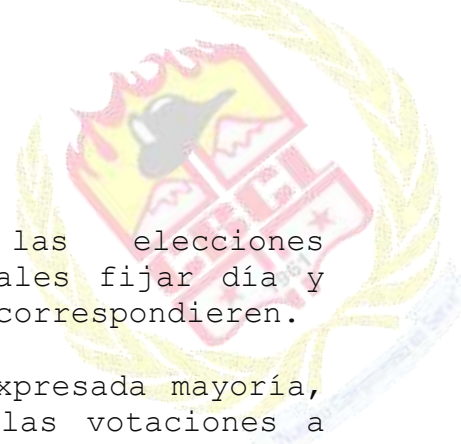 las elecciones
ales fijar día y
correspondieren.
xpresada mayoría,
las votaciones a